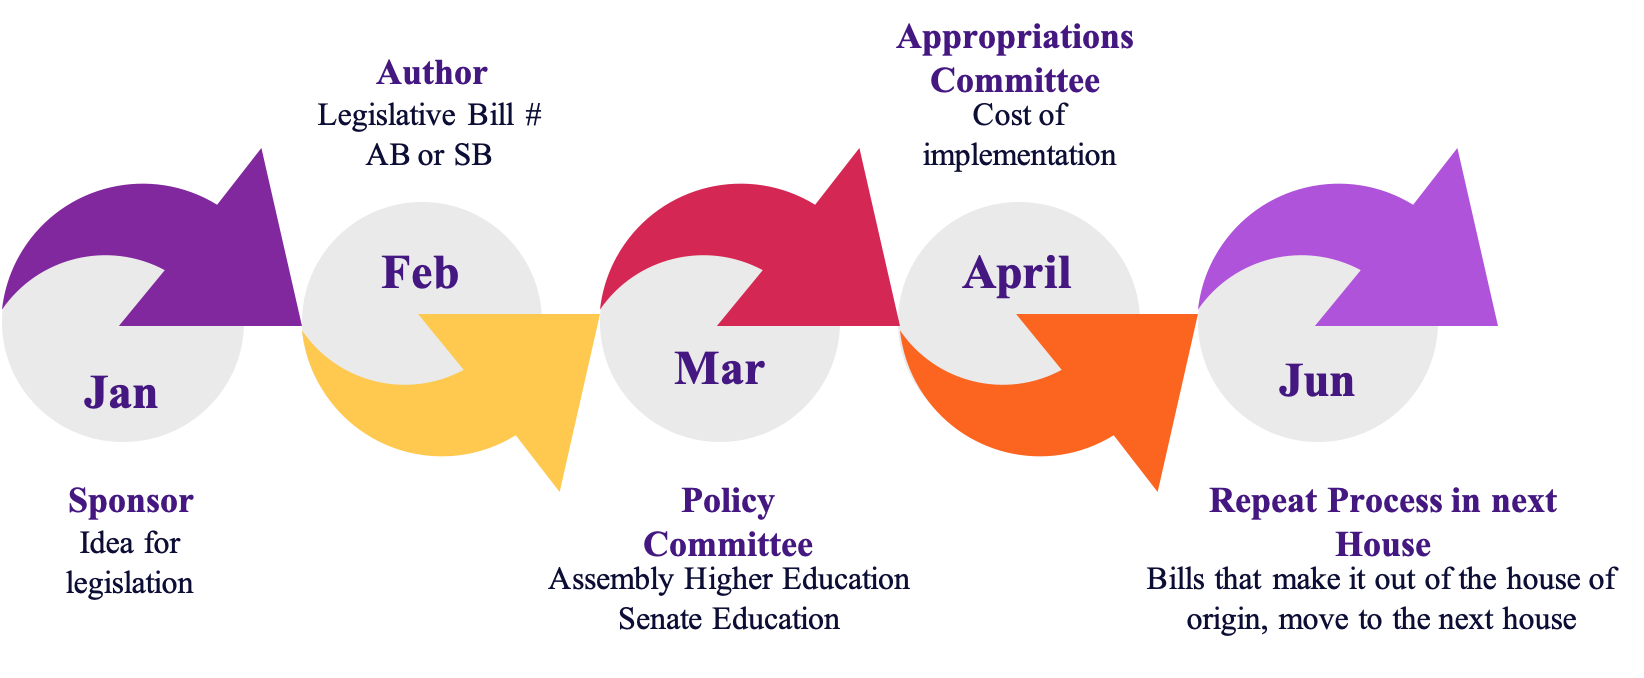 Jan
Sponsor
Idea for
legislation
Author
Legislative Bill #
AB or SB
Feb
Mar
Policy
Committee
Assembly Higher Education
Senate Education
Appropriations
Committee
Cost of
implementation
April
Jun
Repeat Process in next
House
Bills that make it out of the house of
origin, move to the next house